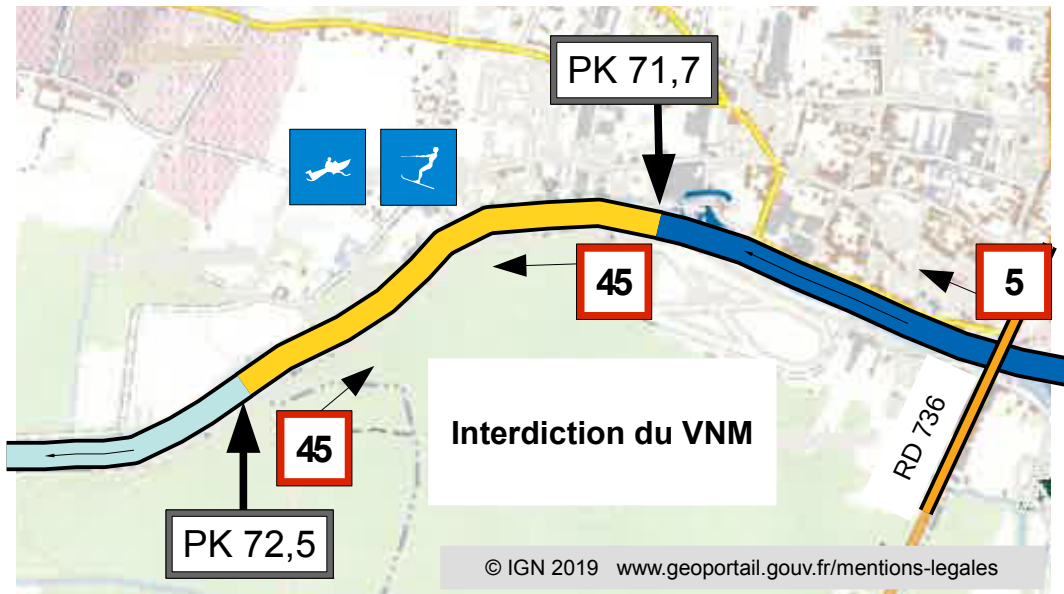 PK 71,7
45
5
45
Interdiction du VNM
RD 736
PK 72,5
© IGN 2019 www.geoportail.gouv.fr/mentions-legales